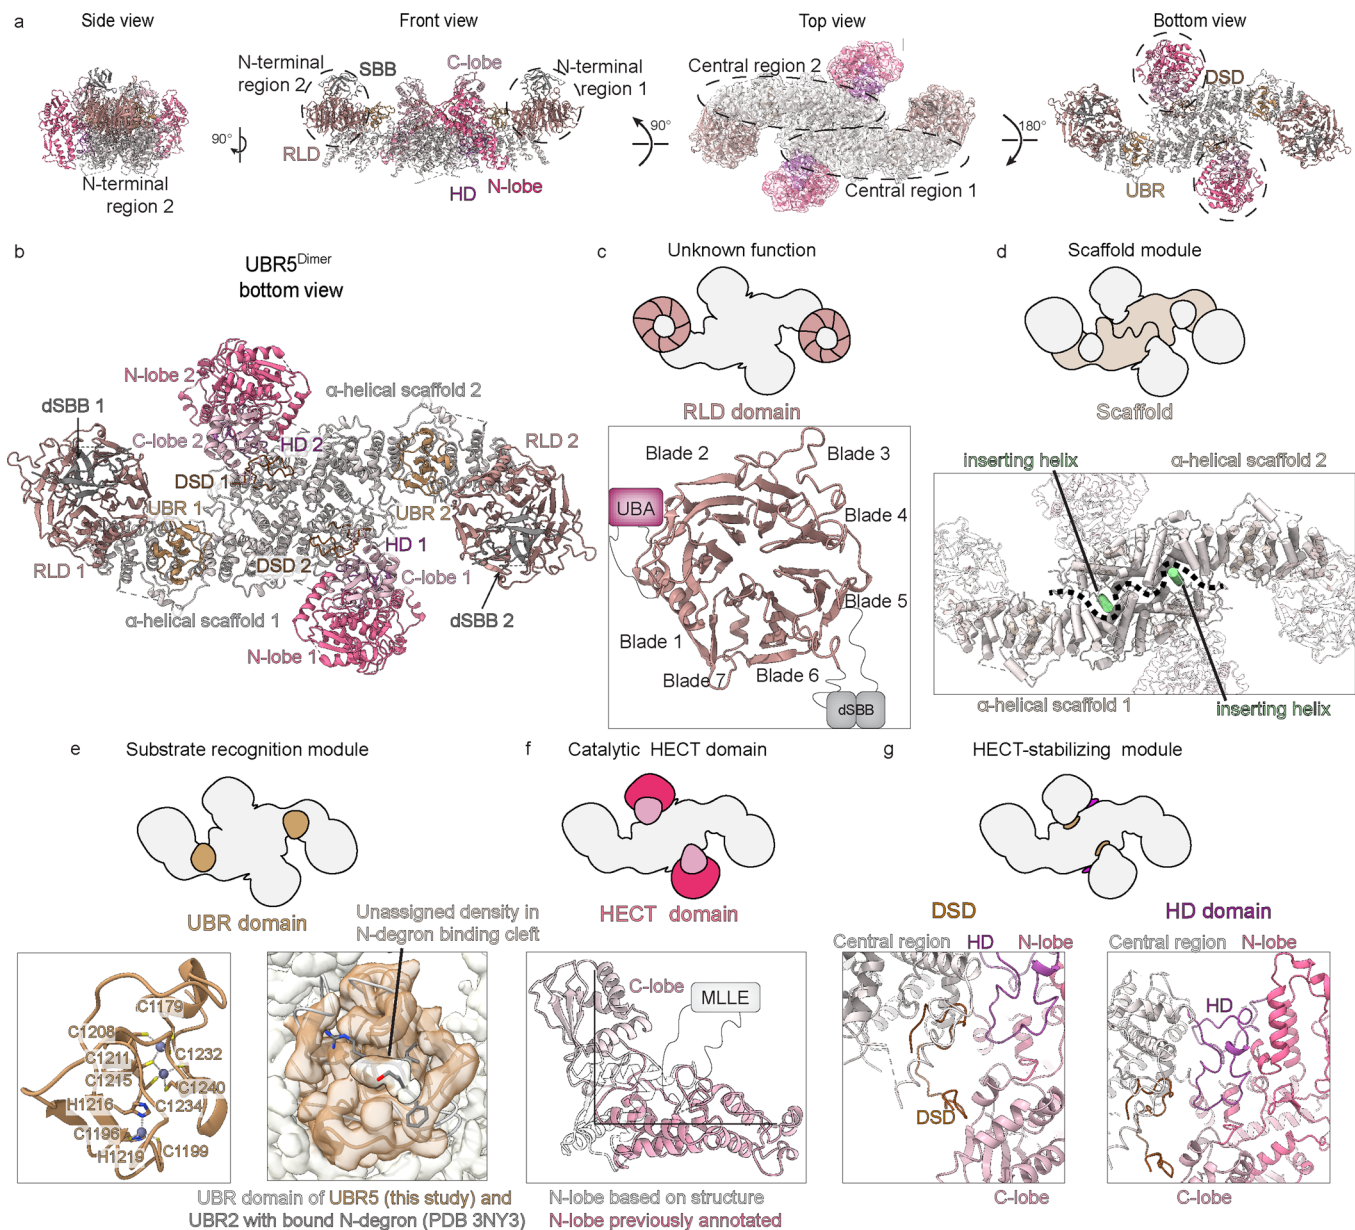 a
Side view
Front view
Top view
Bottom view
N-terminal
region 2
SBB
C-lobe
N-terminal
region 1
Central region 2
DSD
90°
90°
180°
RLD
N-lobe
HD
N-terminal
region 2
Central region 1
UBR
b
UBR5Dimer
bottom view
N-lobe 2
α-helical scaffold 2
dSBB 1
C-lobe 2
HD 2
RLD 2
DSD 1
UBR 1
UBR 2
HD 1
RLD 1
DSD 2
C-lobe 1
α-helical scaffold 1
dSBB 2
N-lobe 1
c
Unknown function
RLD domain
Blade 2
Blade 3
UBA
Blade 4
Blade 5
Blade 1
Blade 6
Blade 7
dSBB
d
Scaffold module
Scaffold
inserting helix
α-helical scaffold 2
α-helical scaffold 1
inserting helix
e
Substrate recognition module
UBR domain
Unassigned density in
N-degron binding cleft
C1179
C1208
C1211
C1232
C1215
C1240
H1216
C1234
C1196
C1199
H1219
UBR domain of UBR5 (this study) and
UBR2 with bound N-degron (PDB 3NY3)
f
Catalytic HECT domain
HECT domain
C-lobe
MLLE
N-lobe based on structure
N-lobe previously annotated
g
HECT-stabilizing module
DSD
HD domain
Central region
HD
N-lobe
DSD
C-lobe
Central region
N-lobe
HD
DSD
C-lobe